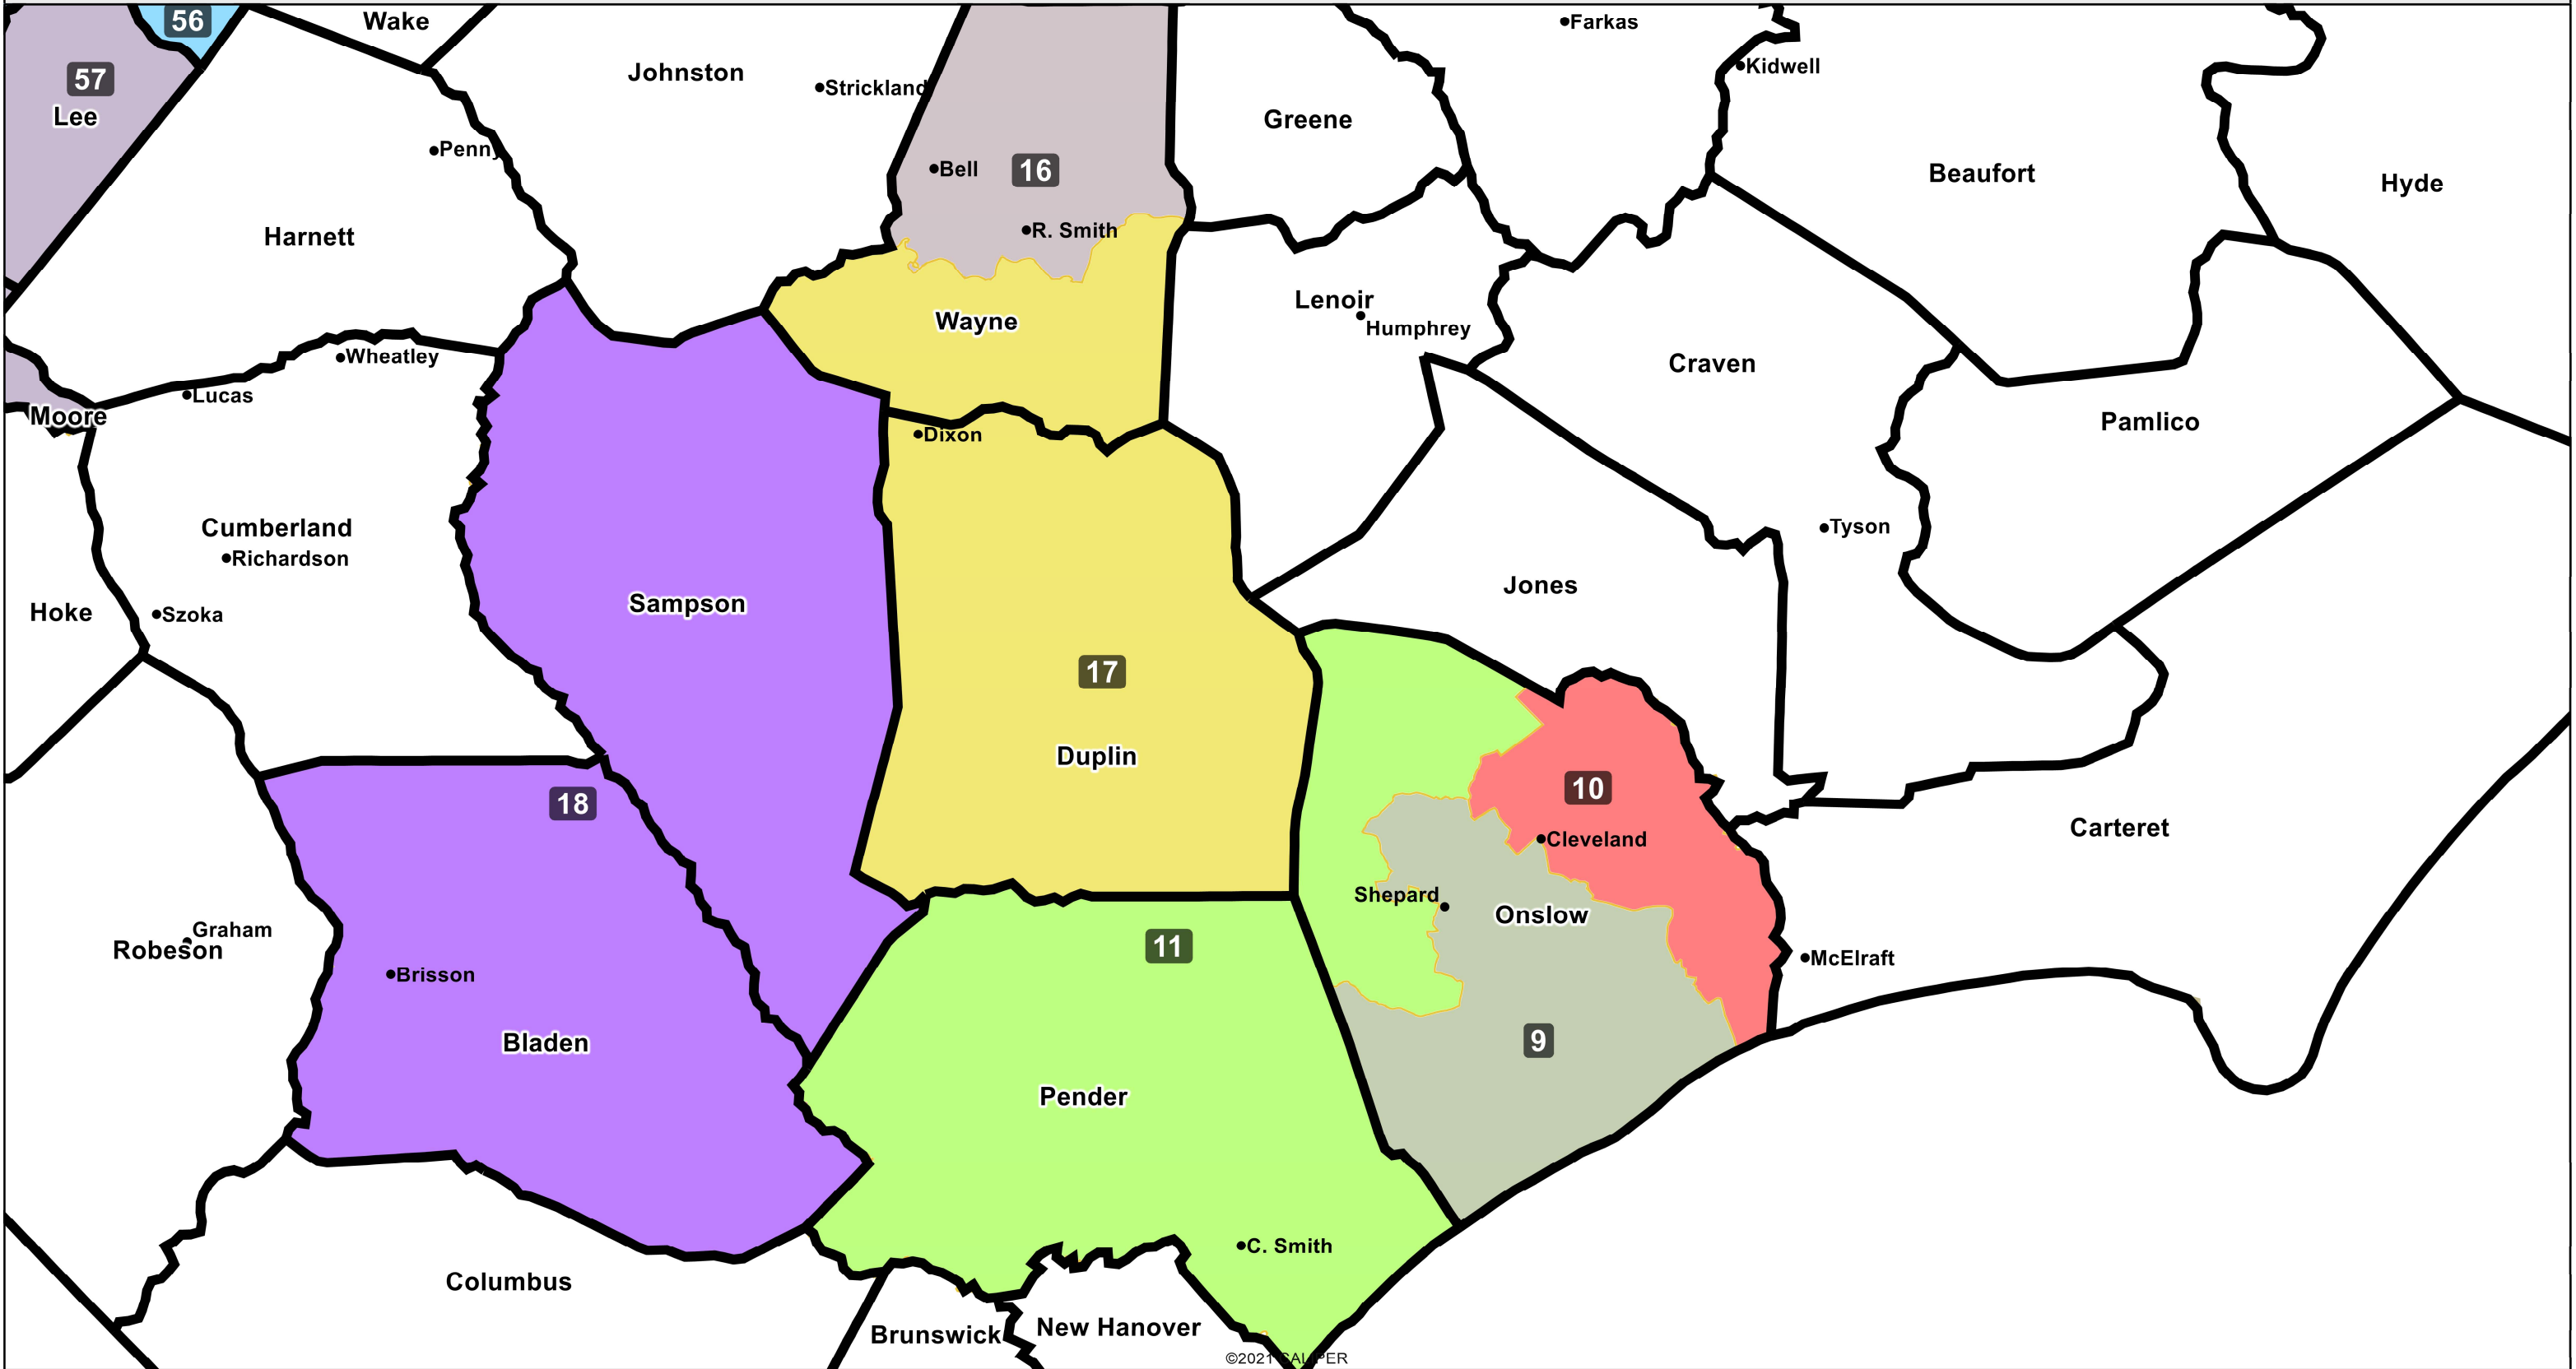 56
Wake
Farkas
57
Johnston
Strickland
Kidwell
Lee
Greene
Penny
Bell
16
Beaufort
Hyde
Harnett
R. Smith
Lenoir
Humphrey
Wayne
Wheatley
Craven
Lucas
Moore
Dixon
Pamlico
Cumberland
Tyson
Richardson
Jones
Sampson
Hoke
Szoka
17
Duplin
10
18
Carteret
Cleveland
Shepard
Onslow
Graham
Robeson
11
McElraft
Brisson
9
Bladen
Pender
C. Smith
Columbus
New Hanover
Brunswick
©2021 CALIPER